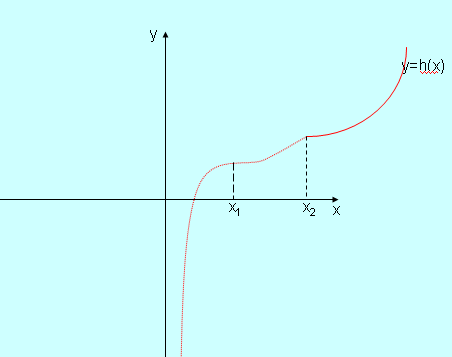 y
y=h(x)
x₁
x₂
x